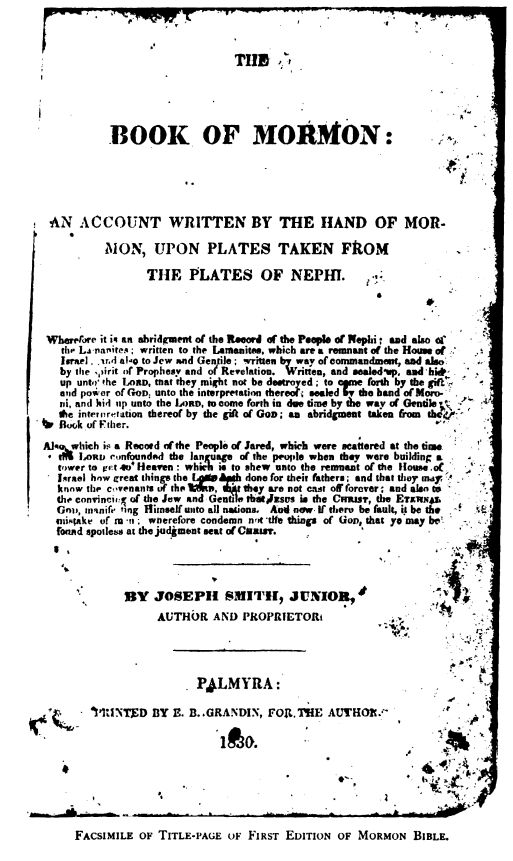 THE
BOOK OF MORMON:
AN ACCOUNT WRITTEN BY THE HAND OF MOR-
MON, UPON PLATES TAKEN FROM
THE PLATES OF NEPHI.
Wherefore it is an abridgment of the Record of the People of Nephi; and also of
the Lamanites; written to the Lamanites, which are a remnant of the House of
Israel; and also to Jew and Gentile; written by way of commandment, and also
by the spirit of Prophesy and of Revelation. Written, and sealed up, and hid
up unto the LORD, that they might not be destroyed; to come forth by the gift
and power of GOD, unto the interpretation thereof; sealed by the hand of Moro-
ni, and hid up unto the LORD, to come forth in due time by the way of Gentile;
the interpretation thereof by the gift of GOD; an abridgment taken from the
Book of Ether.
Also, which is a Record of the People of Jared, which were scattered at the time
the LORD confounded the language of the people when they were building a
tower to get to Heaven: which is to shew unto the remnant of the House of
Israel how great things the LORD hath done for their fathers; and that they may
know the covenants of the LORD, that they are not cast off forever; and also to
the convincing of the Jew and Gentile that JESUS is the CHRIST, the ETERNAL
GOD, manifesting Himself unto all nations. And now if there be fault, it be the
mistake of men; wherefore condemn not the things of GOD, that ye may be
found spotless at the judgment seat of CHRIST.
BY JOSEPH SMITH, JUNIOR,
AUTHOR AND PROPRIETOR.
PALMYRA:
PRINTED BY E. B. GRANDIN, FOR THE AUTHOR.
1830.
FACSIMILE OF TITLE-PAGE OF FIRST EDITION OF MORMON BIBLE.